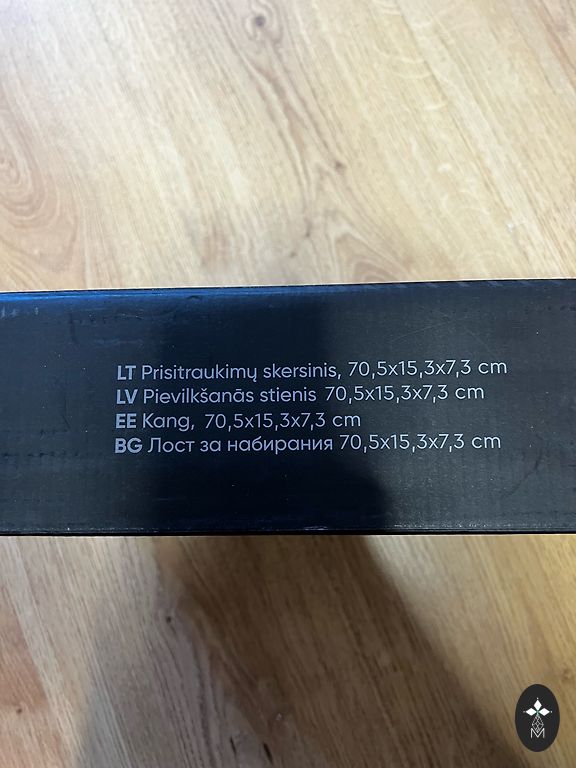 LT Prisitraukimų skersinis, 70,5x15,3x7,3 cm
LV Pievilkšanās stienis 70,5x15,3x7,3 cm
EE Kang, 70,5x15,3x7,3 cm
BG Лост за набирания 70,5x15,3x7,3 cm
M